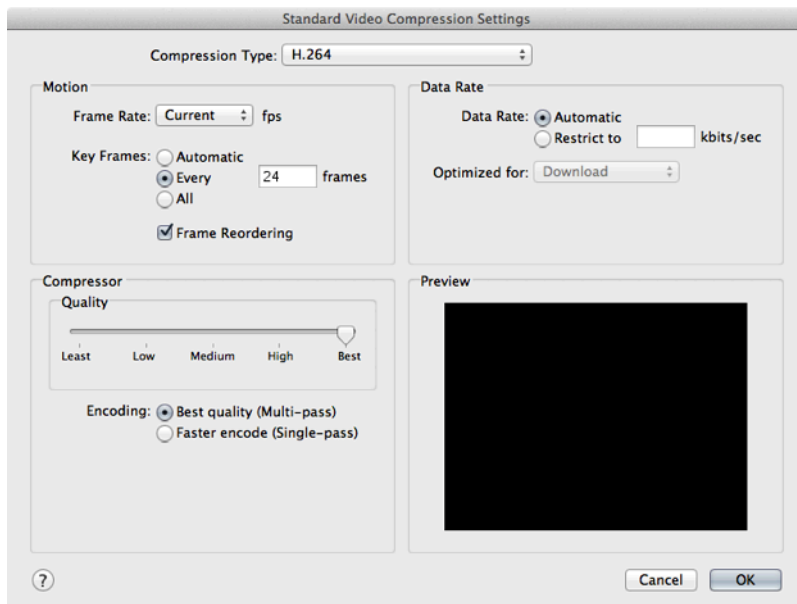 Standard Video Compression Settings
Compression Type: H.264
Motion
Frame Rate: Current fps
Key Frames: Automatic
Every 24 frames
All
Frame Reordering
Data Rate
Data Rate: Automatic
Restrict to kbits/sec
Optimized for: Download
Compressor
Quality
Least Low Medium High Best
Encoding: Best quality (Multi-pass)
Faster encode (Single-pass)
Preview
?
Cancel OK